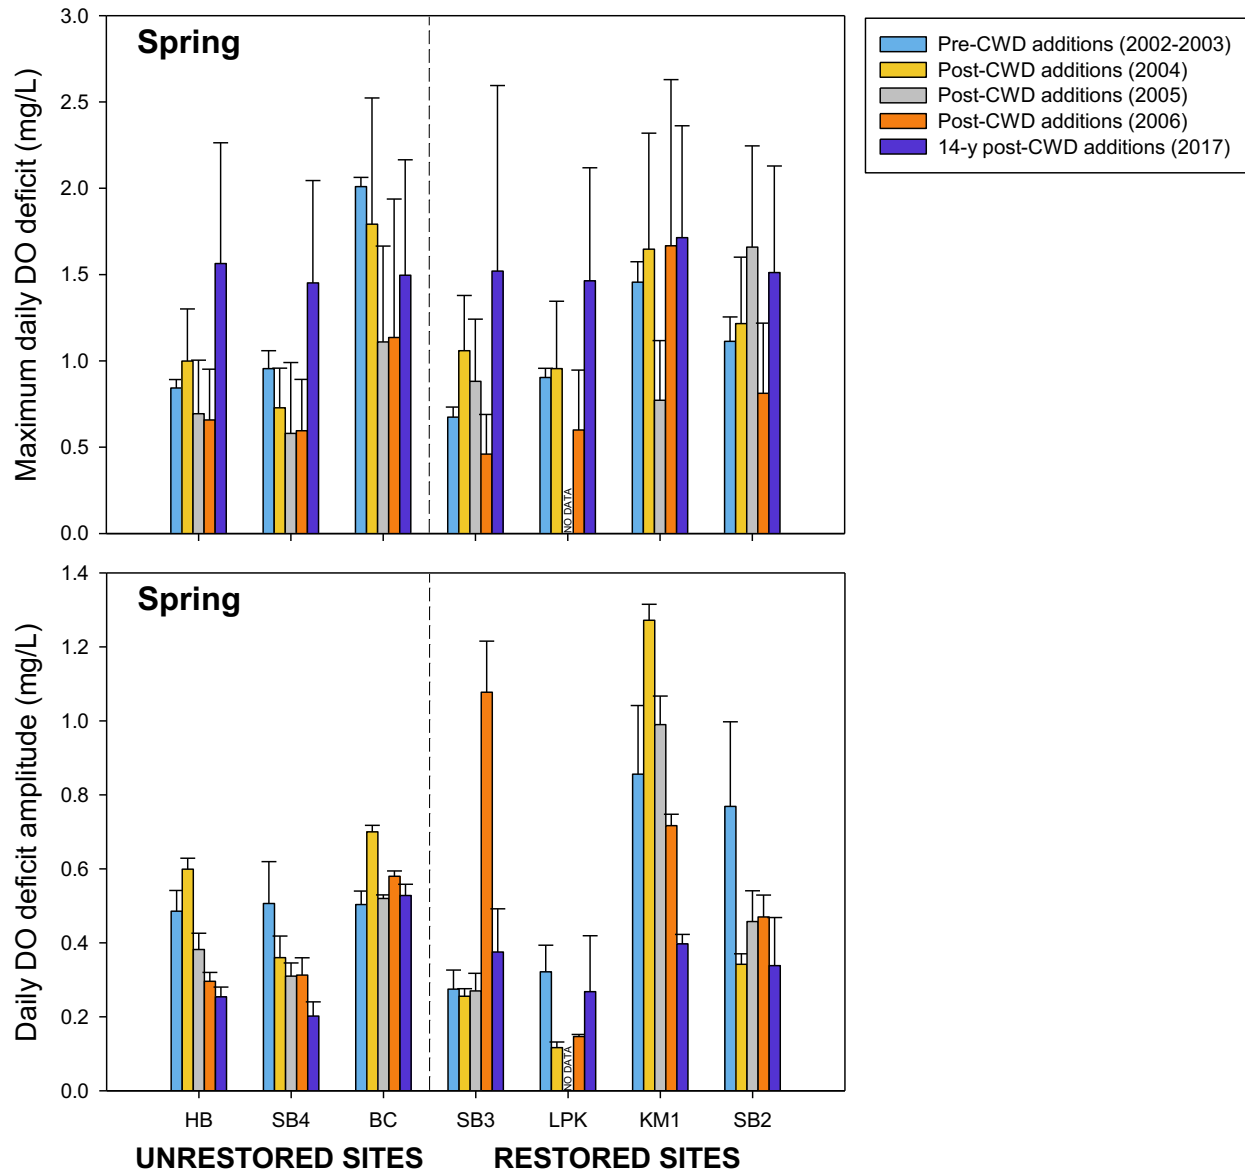 Spring
Maximum daily DO deficit (mg/L)
3.0
2.5
2.0
1.5
1.0
0.5
0.0
NO DATA
Pre-CWD additions (2002-2003)
Post-CWD additions (2004)
Post-CWD additions (2005)
Post-CWD additions (2006)
14-y post-CWD additions (2017)
Spring
Daily DO deficit amplitude (mg/L)
1.4
1.2
1.0
0.8
0.6
0.4
0.2
0.0
NO DATA
HB SB4 BC SB3 LPK KM1 SB2
UNRESTORED SITES RESTORED SITES